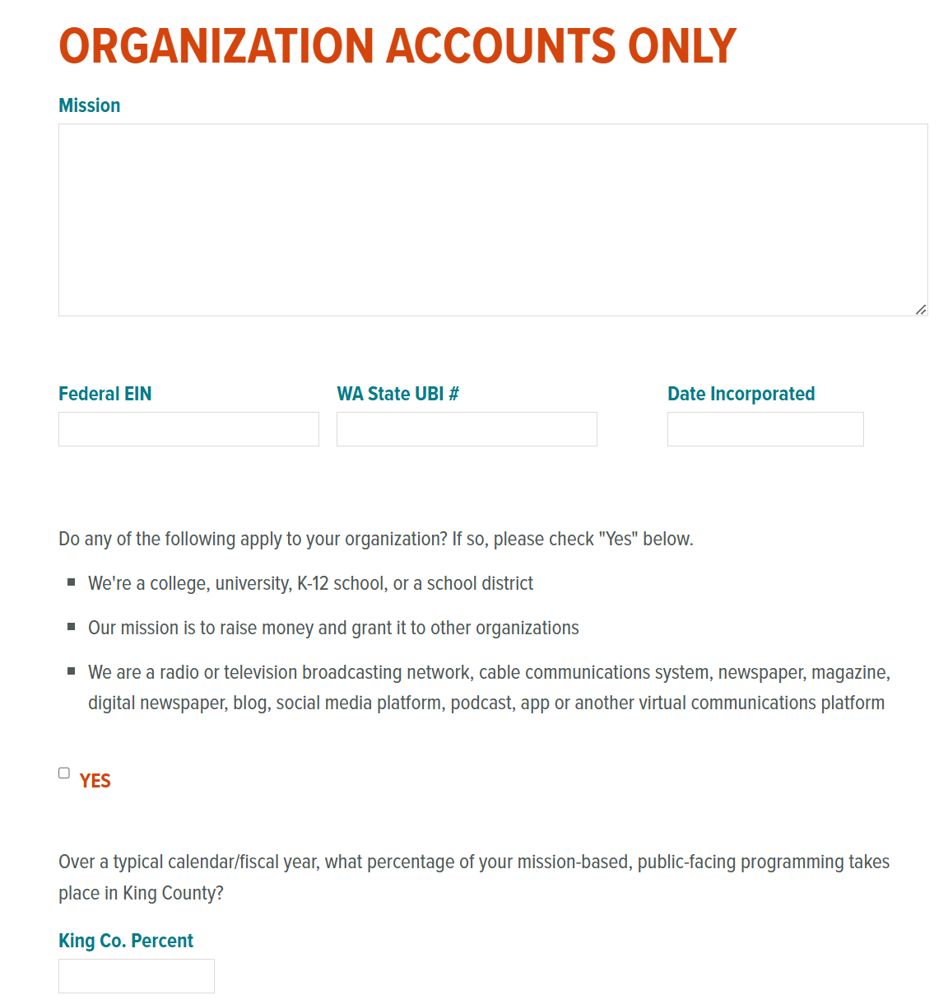 ORGANIZATION ACCOUNTS ONLY
Mission
Federal EIN
WA State UBI #
Date Incorporated
Do any of the following apply to your organization? If so, please check "Yes" below.
We're a college, university, K-12 school, or a school district
Our mission is to raise money and grant it to other organizations
We are a radio or television broadcasting network, cable communications system, newspaper, magazine,
digital newspaper, blog, social media platform, podcast, app or another virtual communications platform
YES
Over a typical calendar/fiscal year, what percentage of your mission-based, public-facing programming takes
place in King County?
King Co. Percent